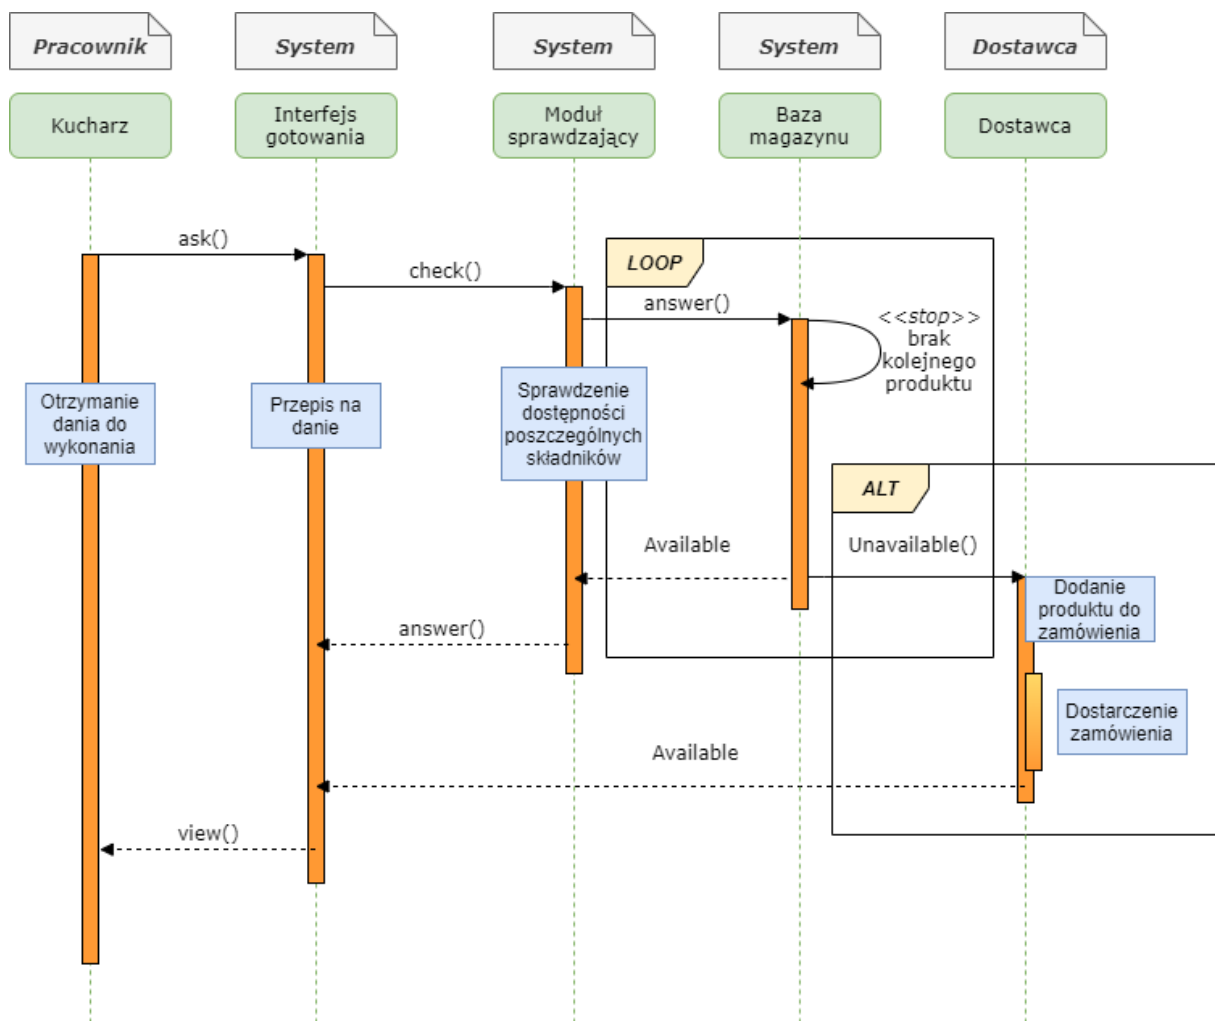 Pracownik
System
System
System
Dostawca
Kucharz
Interfejs
gotowania
Moduł
sprawdzający
Baza
magazynu
Dostawca
ask()
check()
LOOP
answer()
<<stop>>
brak
kolejnego
produktu
Otrzymanie
dania do
wykonania
Przepis na
danie
Sprawdzenie
dostępności
poszczególnych
składników
ALT
Available
Unavailable()
Dodanie
produktu do
zamówienia
answer()
Dostarczenie
zamówienia
Available
view()